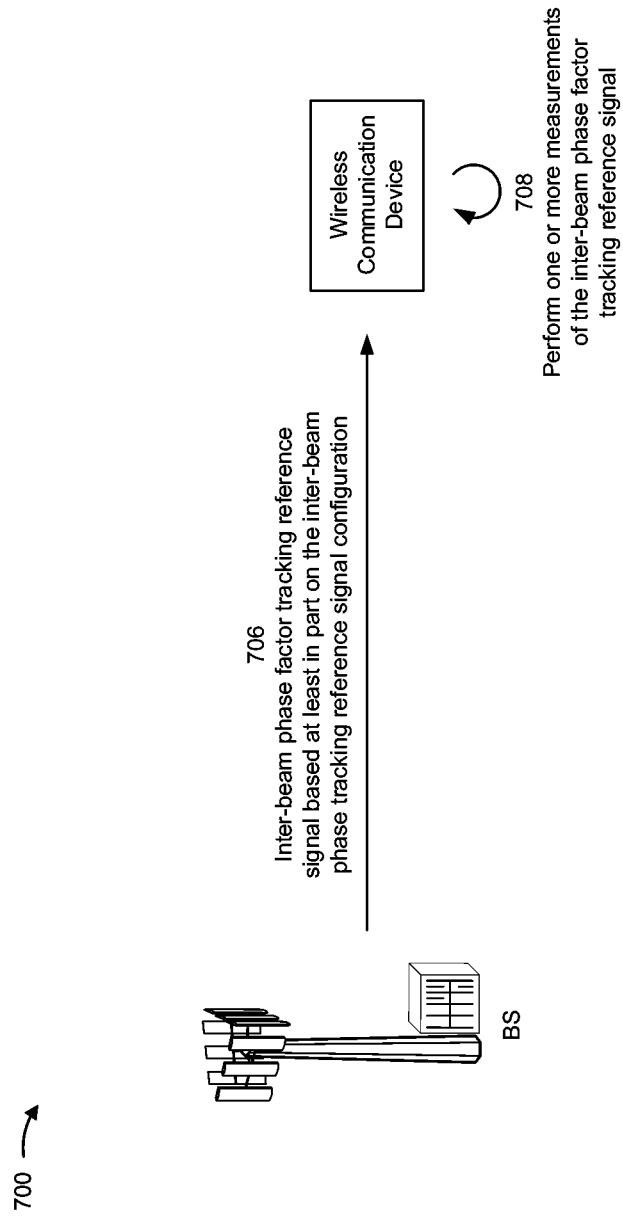 700
706
Inter-beam phase factor tracking reference
signal based at least in part on the inter-beam
phase tracking reference signal configuration
BS
Wireless
Communication
Device
708
Perform one or more measurements
of the inter-beam phase factor
tracking reference signal